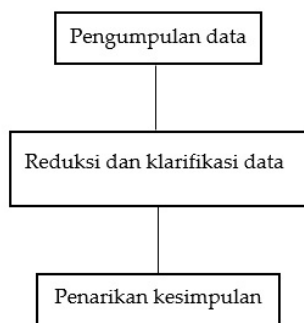 Pengumpulan data
Reduksi dan klarifikasi data
Penarikan kesimpulan